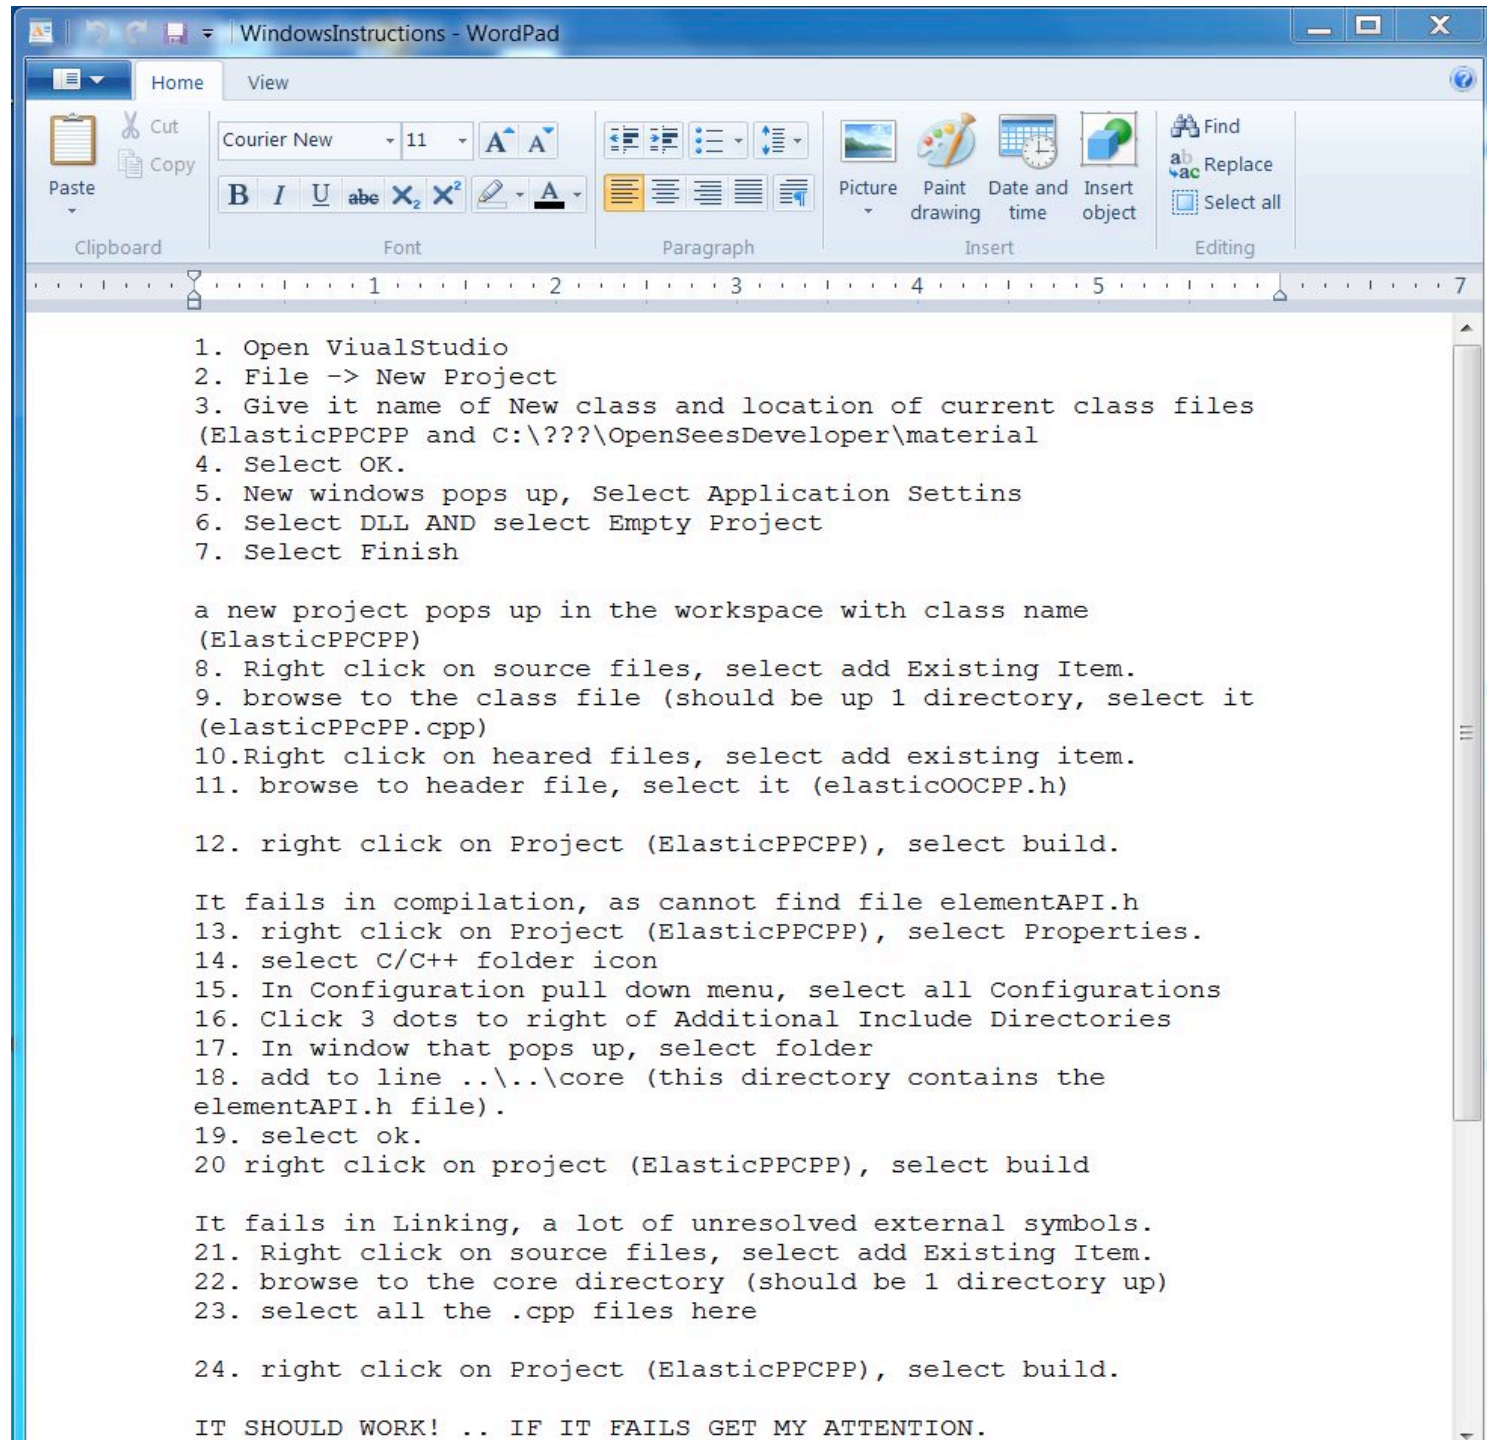 WindowsInstructions - WordPad
Home View
Cut
Copy
Paste
Clipboard
Courier New 11 A A
B I U abc X₂ X² A
Font
Paragraph
Picture Paint drawing Date and time Insert object
Insert
Find
Replace
Select all
Editing
1 2 3 4 5 7
1. Open ViualStudio
2. File -> New Project
3. Give it name of New class and location of current class files
(ElasticPPCPP and C:\???\OpenSeesDeveloper\material
4. Select OK.
5. New windows pops up, Select Application Settins
6. Select DLL AND select Empty Project
7. Select Finish
a new project pops up in the workspace with class name
(ElasticPPCPP)
8. Right click on source files, select add Existing Item.
9. browse to the class file (should be up 1 directory, select it
(elasticPPcPP.cpp)
10.Right click on heared files, select add existing item.
11. browse to header file, select it (elasticOOCPP.h)
12. right click on Project (ElasticPPCPP), select build.
It fails in compilation, as cannot find file elementAPI.h
13. right click on Project (ElasticPPCPP), select Properties.
14. select C/C++ folder icon
15. In Configuration pull down menu, select all Configurations
16. Click 3 dots to right of Additional Include Directories
17. In window that pops up, select folder
18. add to line ..\..\core (this directory contains the
elementAPI.h file).
19. select ok.
20 right click on project (ElasticPPCPP), select build
It fails in Linking, a lot of unresolved external symbols.
21. Right click on source files, select add Existing Item.
22. browse to the core directory (should be 1 directory up)
23. select all the .cpp files here
24. right click on Project (ElasticPPCPP), select build.
IT SHOULD WORK! .. IF IT FAILS GET MY ATTENTION.